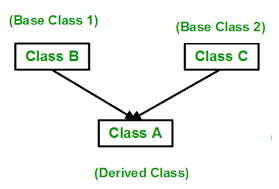 (Base Class 1)
(Base Class 2)
Class B
Class C
Class A
(Derived Class)